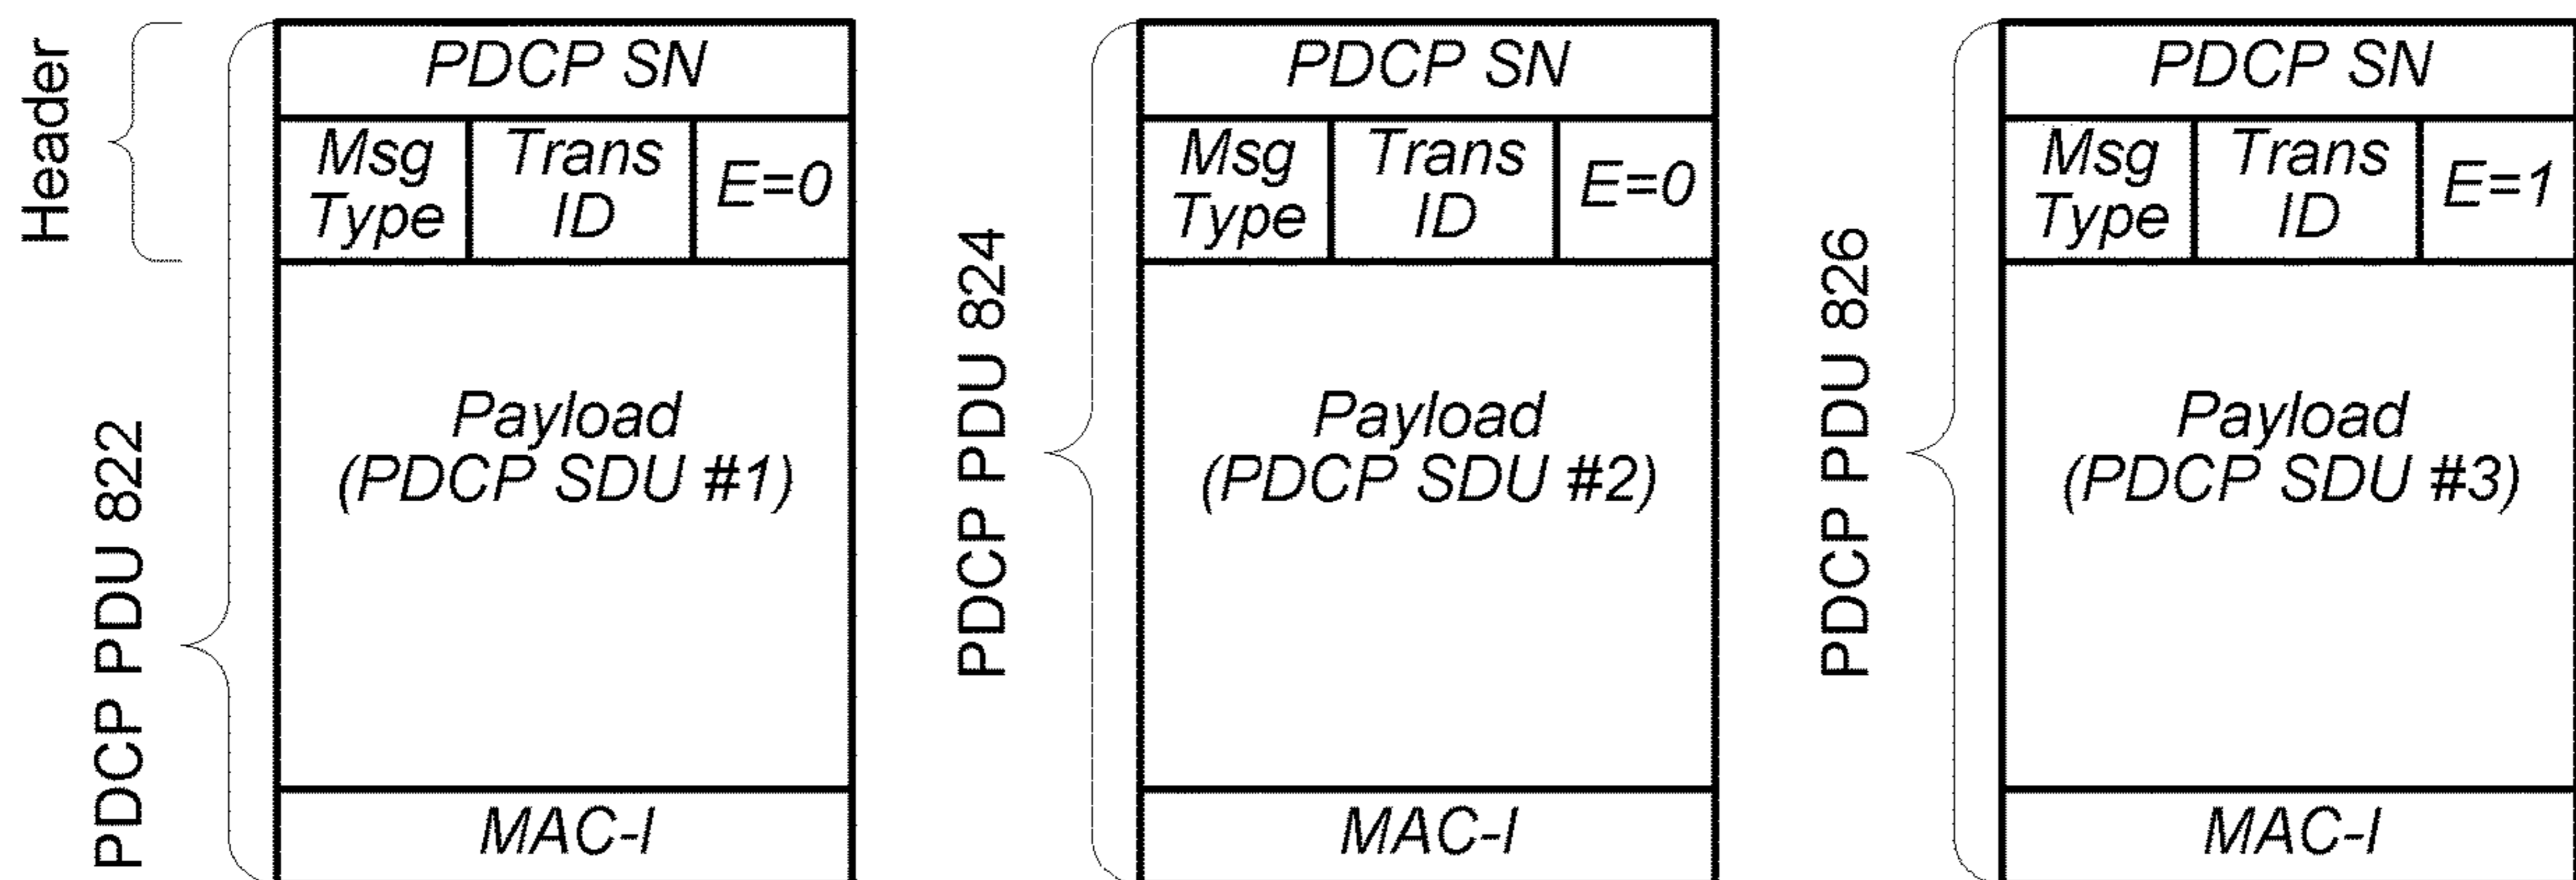 Header
PDCP PDU 822
PDCP SN
Msg Type
Trans ID
E=0
Payload
(PDCP SDU #1)
MAC-I
PDCP PDU 824
PDCP SN
Msg Type
Trans ID
E=0
Payload
(PDCP SDU #2)
MAC-I
PDCP PDU 826
PDCP SN
Msg Type
Trans ID
E=1
Payload
(PDCP SDU #3)
MAC-I